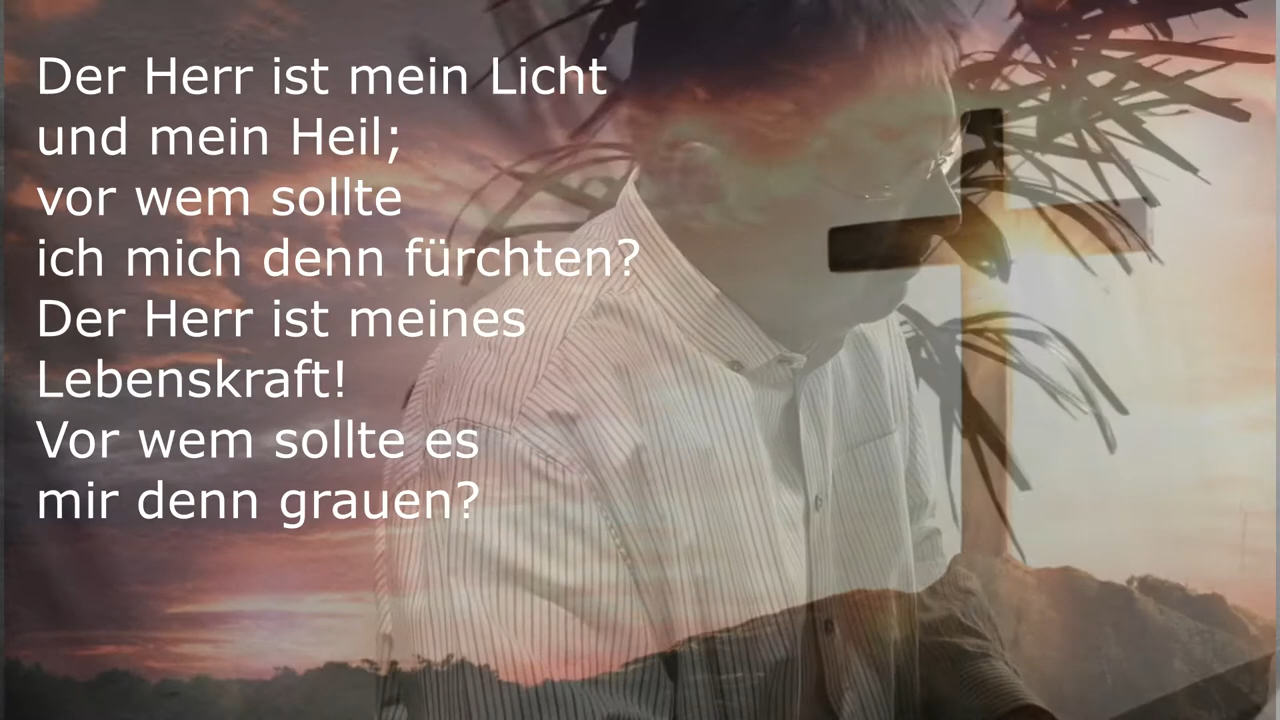 Der Herr ist mein Licht
und mein Heil;
vor wem sollte
ich mich denn fürchten?
Der Herr ist meines
Lebenskraft!
Vor wem sollte es
mir denn grauen?